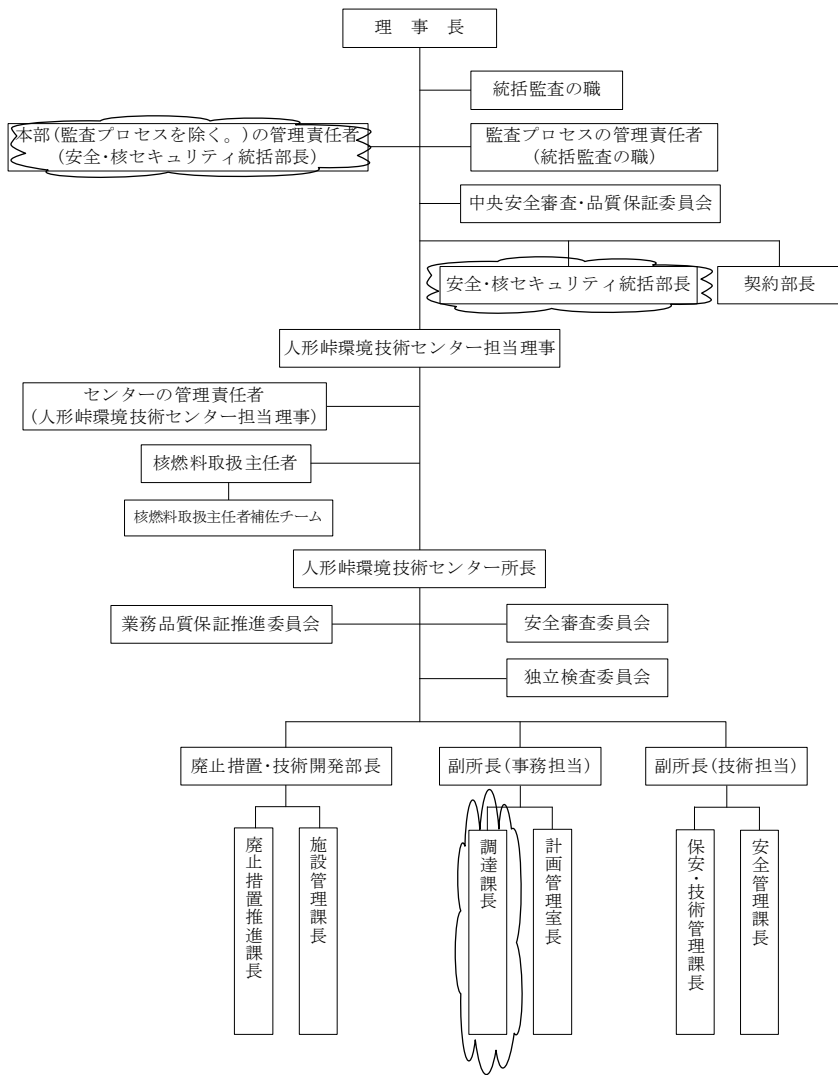 理　事　長
統括監査の職
本部(監査プロセスを除く。)の管理責任者
(安全・核セキュリティ統括部長)
監査プロセスの管理責任者
(統括監査の職)
中央安全審査・品質保証委員会
安全・核セキュリティ統括部長
契約部長
人形峠環境技術センター担当理事
センターの管理責任者
(人形峠環境技術センター担当理事)
核燃料取扱主任者
核燃料取扱主任者補佐チーム
人形峠環境技術センター所長
業務品質保証推進委員会
安全審査委員会
独立検査委員会
廃止措置・技術開発部長
副所長(事務担当)
副所長(技術担当)
廃止措置推進課長
施設管理課長
調達課長
計画管理室長
保安・技術管理課長
安全管理課長